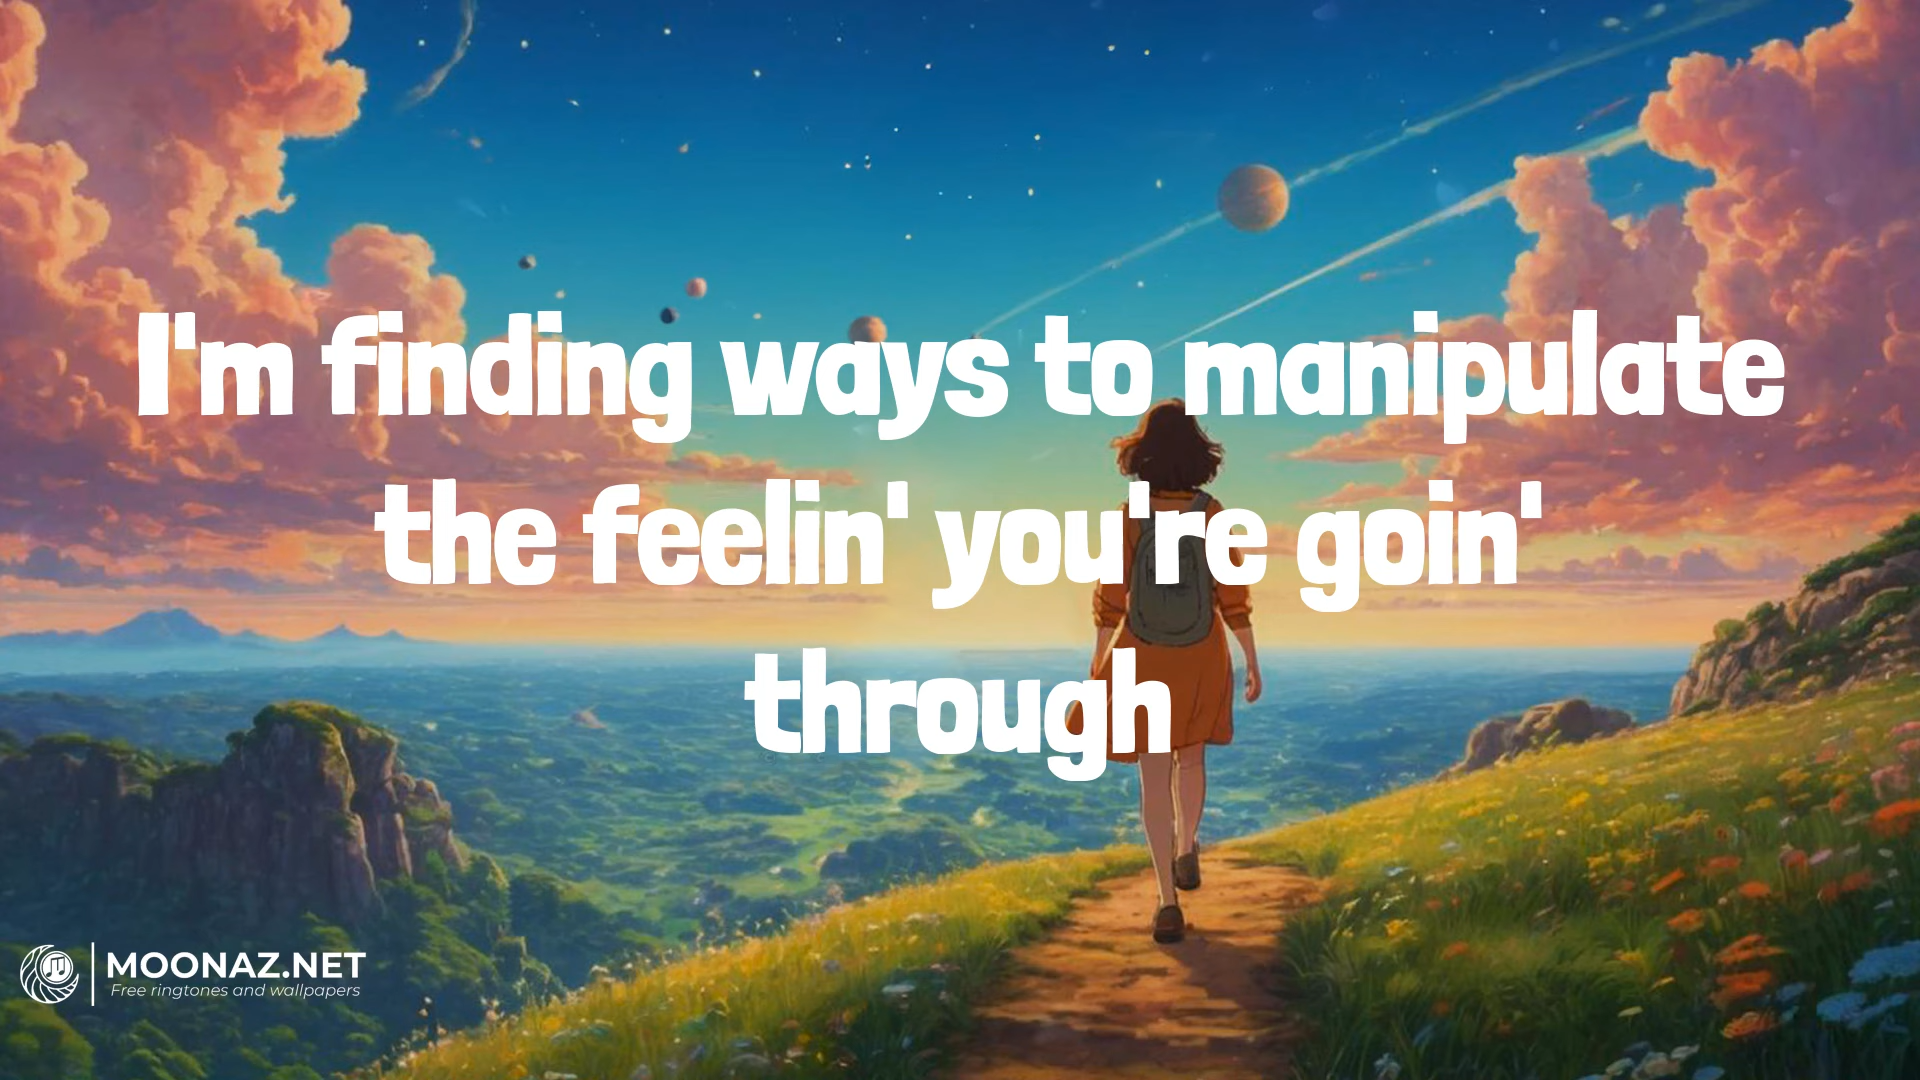 I'm finding ways to manipulate
the feelin' you're goin'
through
MOONAZ.NET
Free ringtones and wallpapers